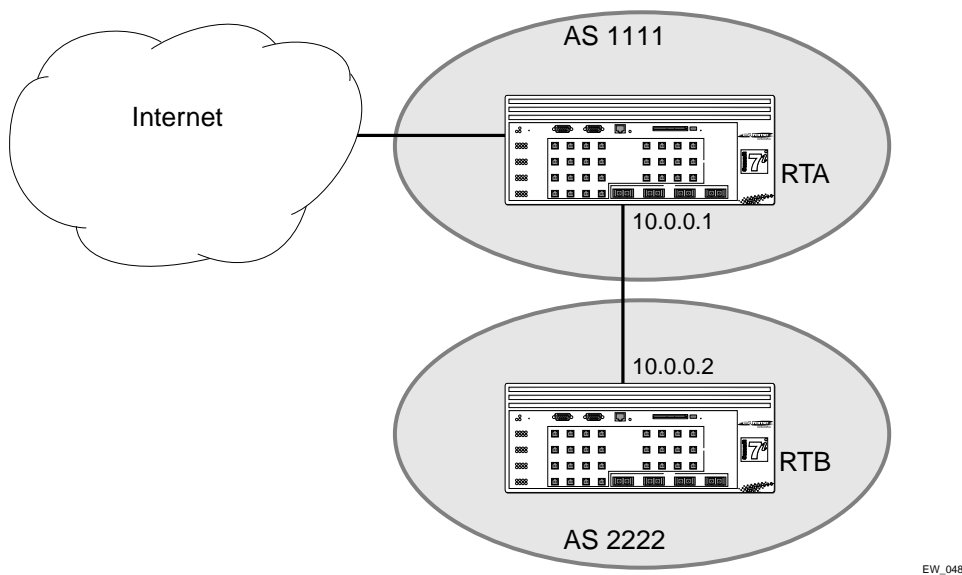 AS 1111
Internet
RTA
10.0.0.1
10.0.0.2
RTB
AS 2222
EW_048